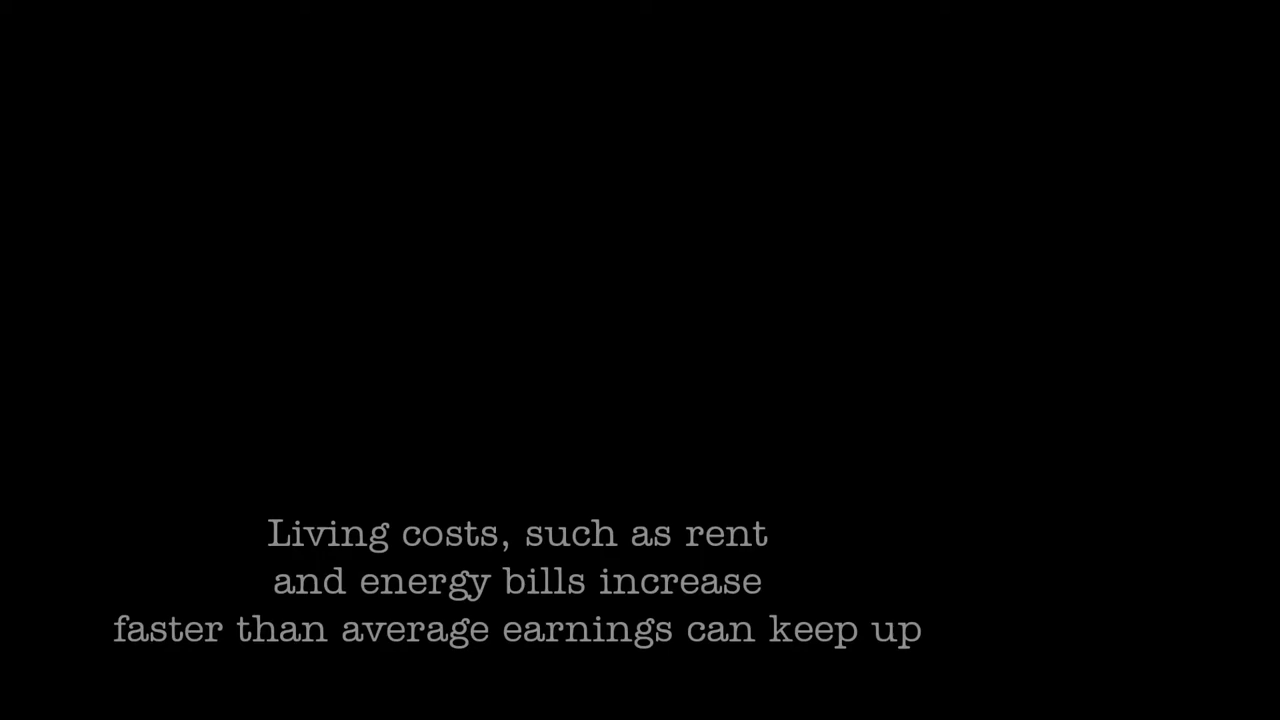 Living costs, such as rent
and energy bills increase
faster than average earnings can keep up